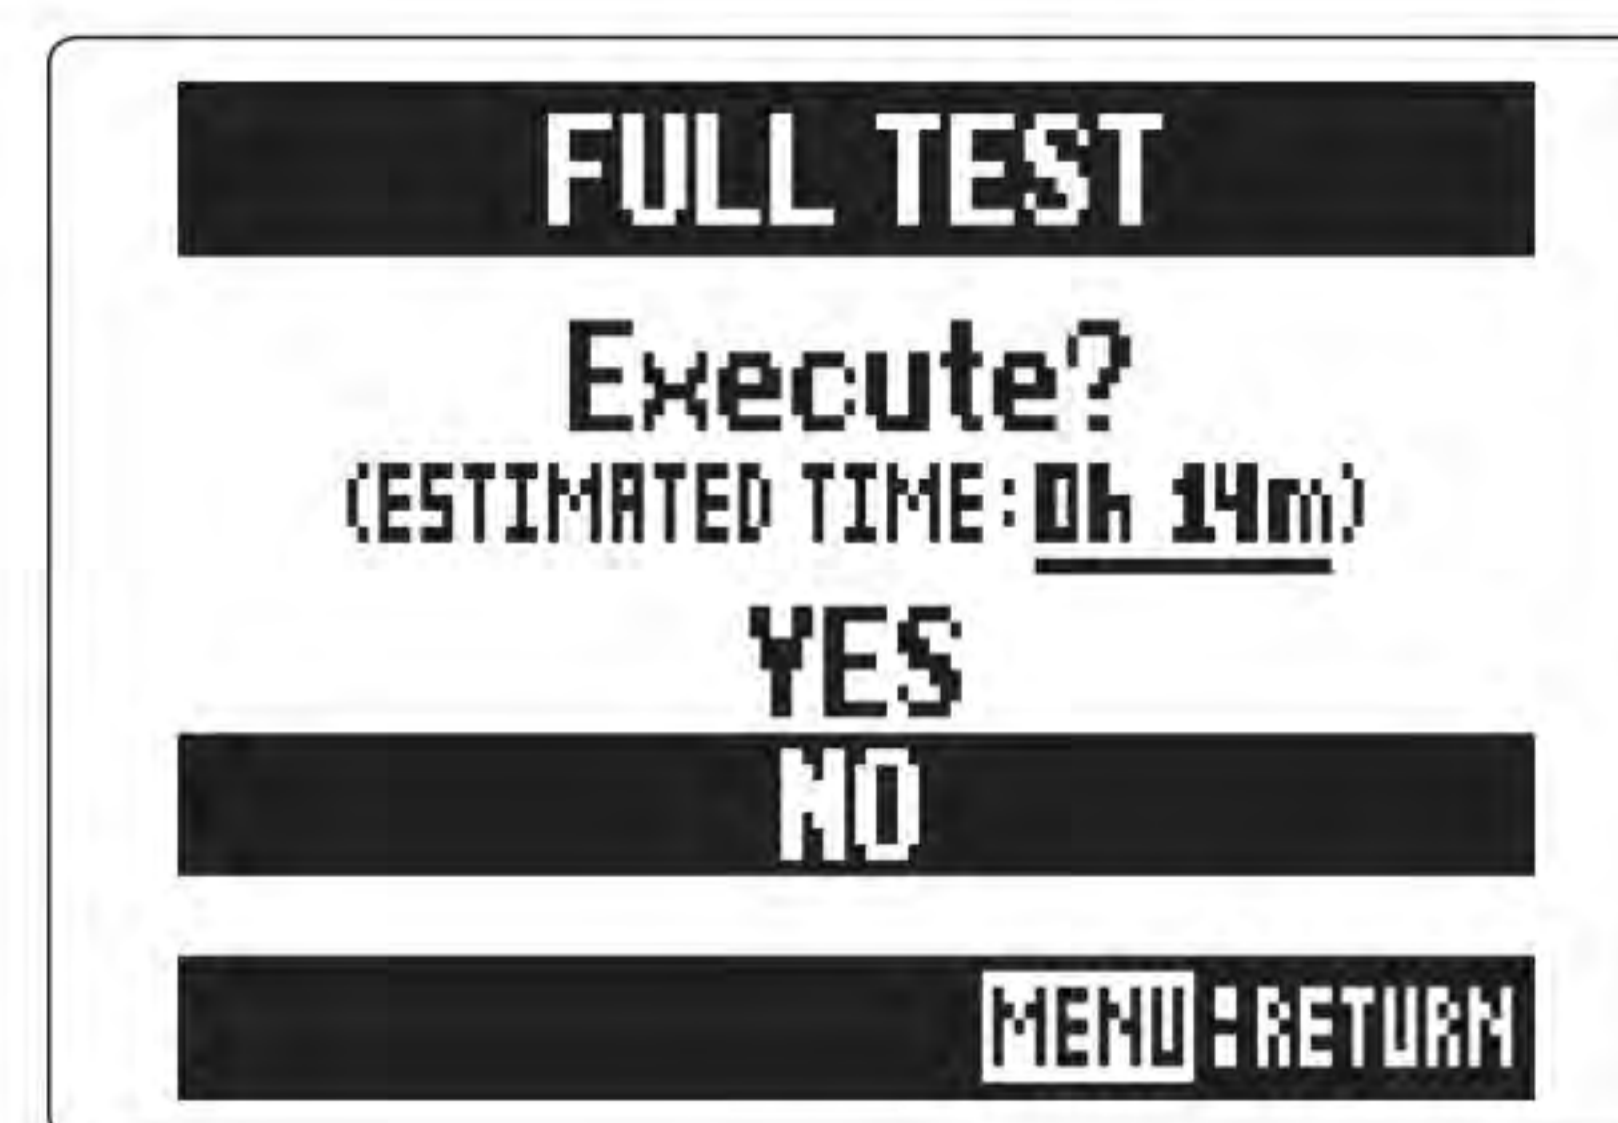 FULL TEST
Execute?
(ESTIMATED TIME:0h 14m)
YES
NO
MENU:RETURN